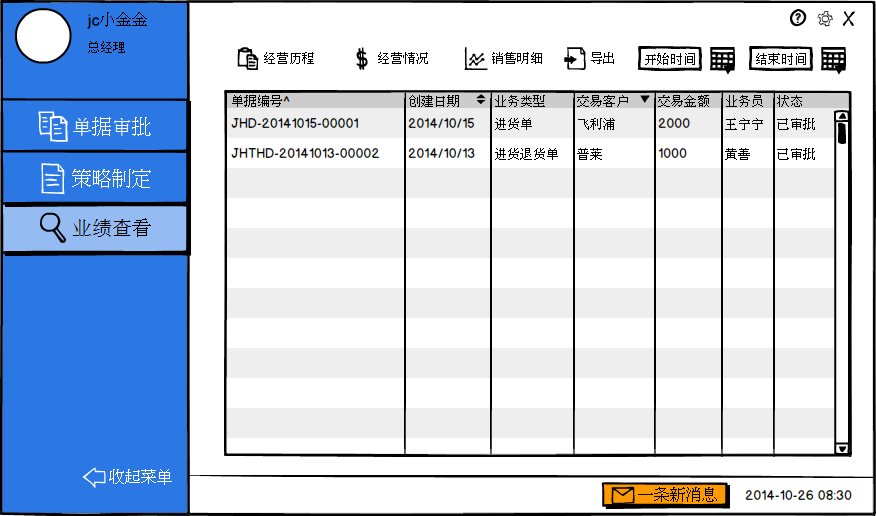 jc小金金
总经理
单据审批
策略制定
业绩查看
收起菜单
经营历程 经营情况 销售明细 导出 开始时间 结束时间
单据编号^ 创建日期 业务类型 交易客户 交易金额 业务员 状态
JHD-20141015-00001 2014/10/15 进货单 飞利浦 2000 王宁宁 已审批
JHTHD-20141013-00002 2014/10/13 进货退货单 普莱 1000 黄善 已审批
一条新消息 2014-10-26 08:30